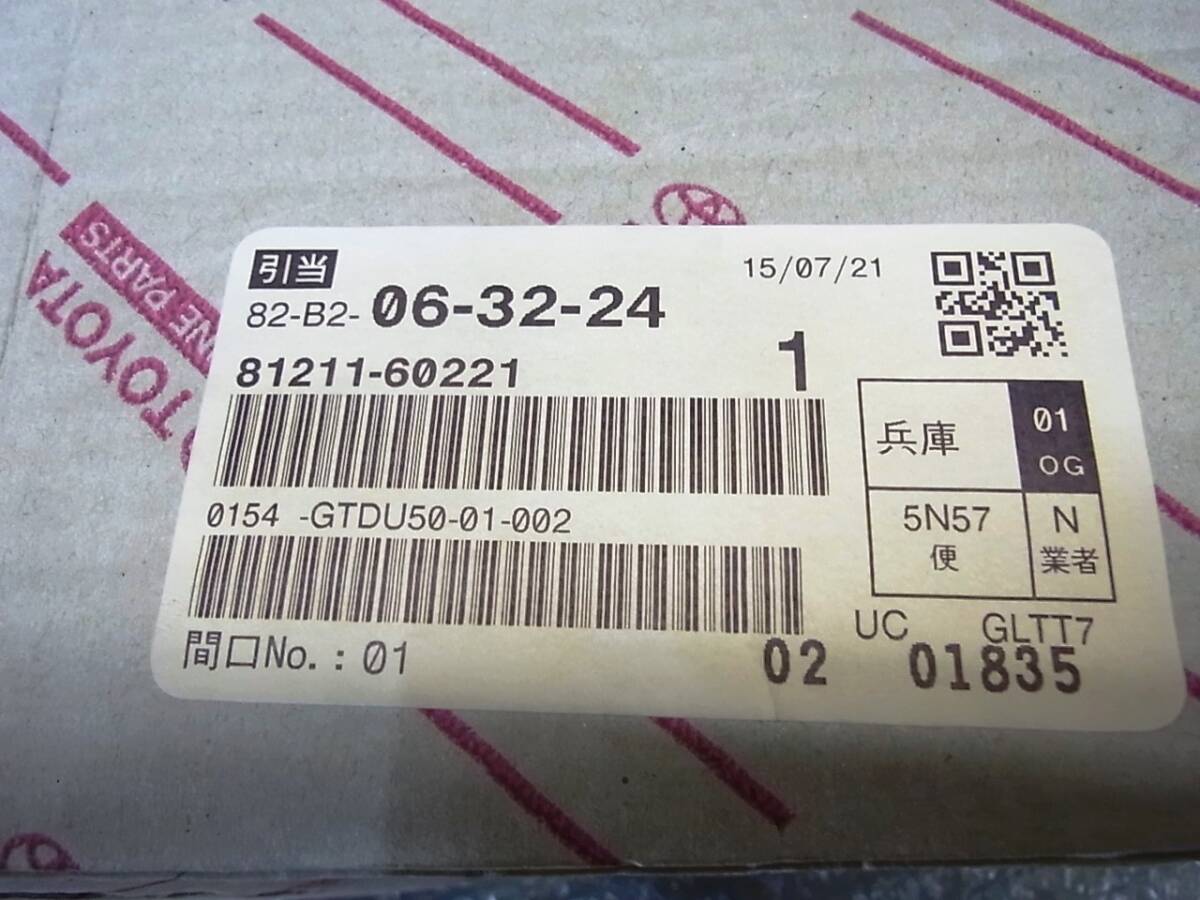 引当
15/07/21
82-B2-06-32-24
81211-60221
1
兵庫
01
OG
0154 -GTDU50-01-002
5N57
便
N
業者
UC
GLTT7
間口No.:01
02
01835
TOYOTA
NE PARTS
TOYOTA